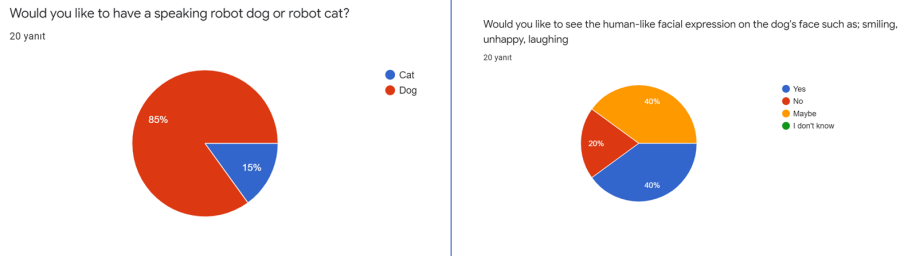 Would you like to have a speaking robot dog or robot cat?
20 yanıt
Cat
Dog
85%
15%
Would you like to see the human-like facial expression on the dog's face such as; smiling,
unhappy, laughing
20 yanıt
Yes
No
Maybe
I don't know
40%
20%
40%